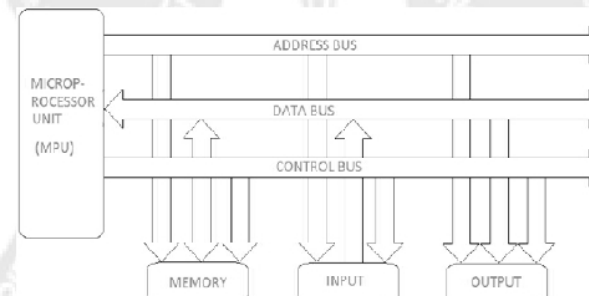 ADDRESS BUS
MICROP-
ROCESSOR
UNIT
(MPU)
DATA BUS
CONTROL BUS
MEMORY
INPUT
OUTPUT